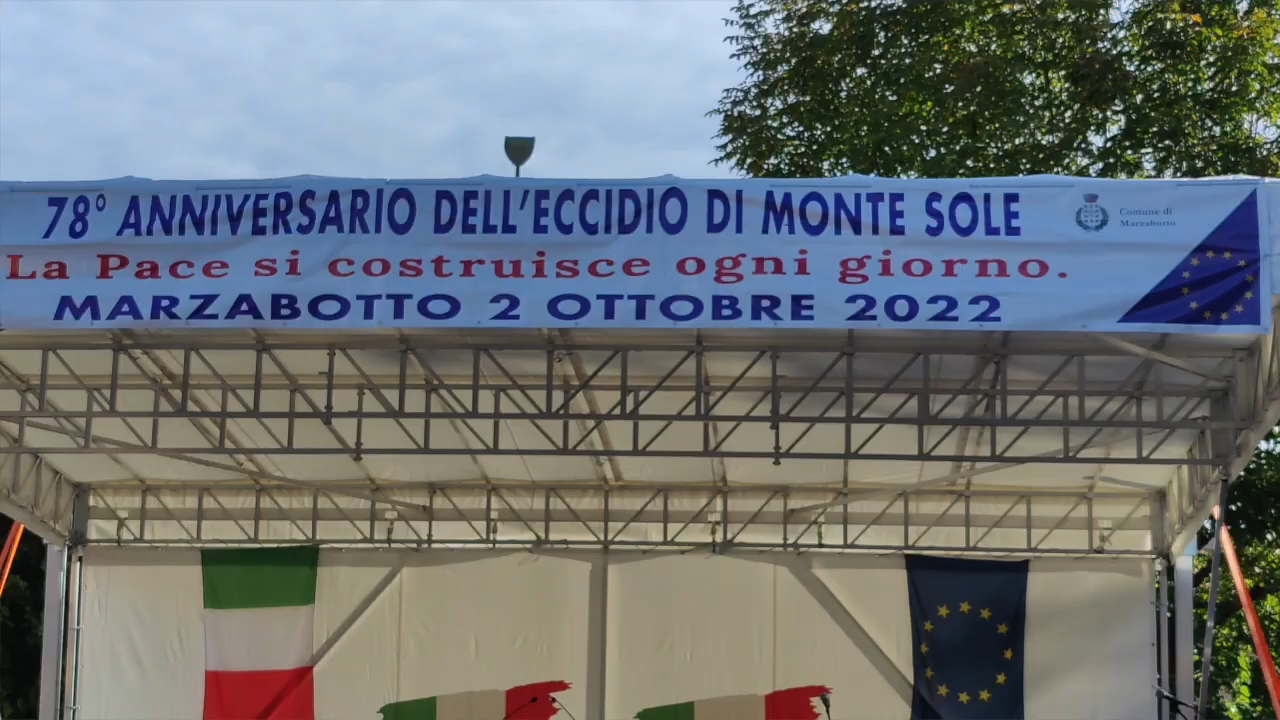 78° ANNIVERSARIO DELL'ECCIDIO DI MONTE SOLE
La Pace si costruisce ogni giorno.
MARZABOTTO 2 OTTOBRE 2022
Comune di
Marzabotto